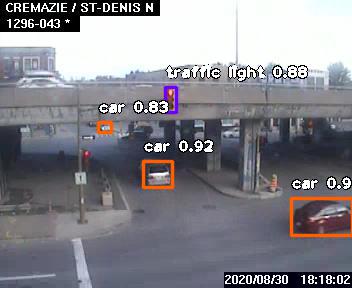 CREMAZIE / ST-DENIS N
1296-043 *
traffic light 0.88
car 0.83
car 0.92
car 0.9
2020/08/30 18:18:02